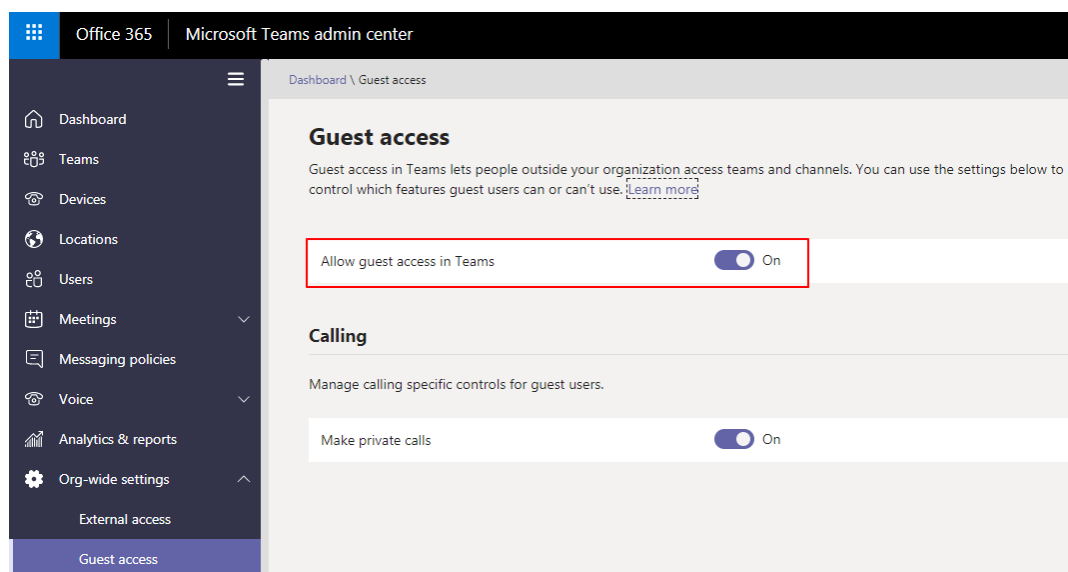 Office 365 Microsoft Teams admin center
Dashboard \ Guest access
Dashboard
Teams
Devices
Locations
Users
Meetings
Messaging policies
Voice
Analytics & reports
Org-wide settings
External access
Guest access
Guest access
Guest access in Teams lets people outside your organization access teams and channels. You can use the settings below to
control which features guest users can or can't use. Learn more
Allow guest access in Teams On
Calling
Manage calling specific controls for guest users.
Make private calls On